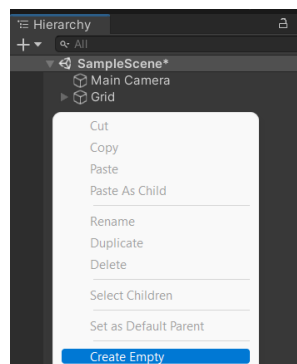 Hierarchy
All
SampleScene*
Main Camera
Grid
Cut
Copy
Paste
Paste As Child
Rename
Duplicate
Delete
Select Children
Set as Default Parent
Create Empty